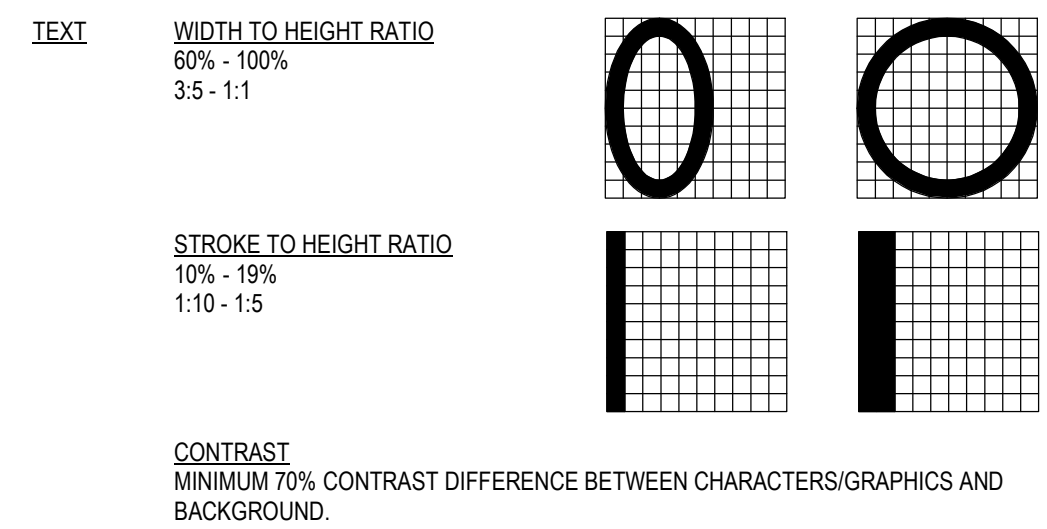 TEXT
WIDTH TO HEIGHT RATIO
60% - 100%
3:5 - 1:1
STROKE TO HEIGHT RATIO
10% - 19%
1:10 - 1:5
CONTRAST
MINIMUM 70% CONTRAST DIFFERENCE BETWEEN CHARACTERS/GRAPHICS AND
BACKGROUND.